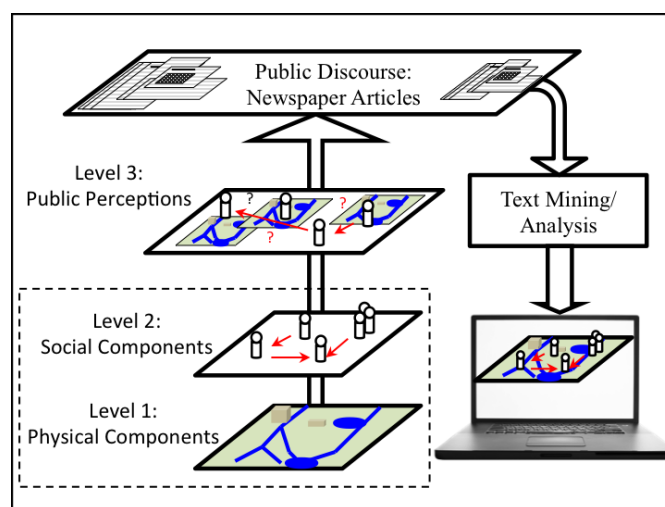 Public Discourse:
Newspaper Articles
Level 3:
Public Perceptions
?
?
?
Text Mining/
Analysis
Level 2:
Social Components
Level 1:
Physical Components